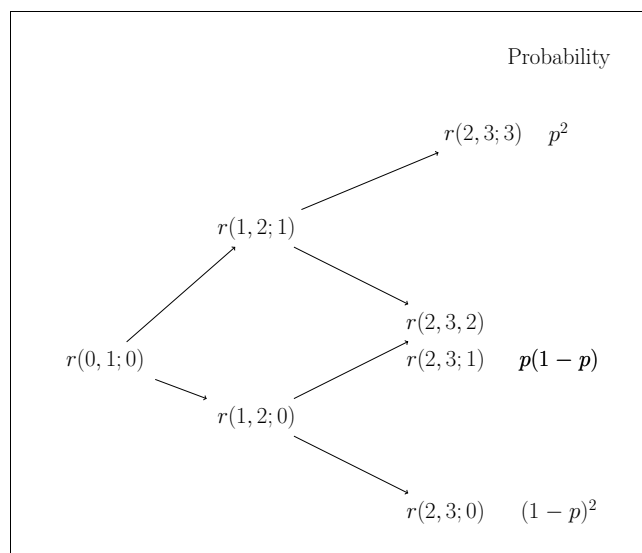 Probability
r(2, 3; 3) p²
r(1, 2; 1)
r(2, 3, 2)
r(0, 1; 0)
r(2, 3; 1) p(1 − p)
r(1, 2; 0)
r(2, 3; 0) (1 − p)²